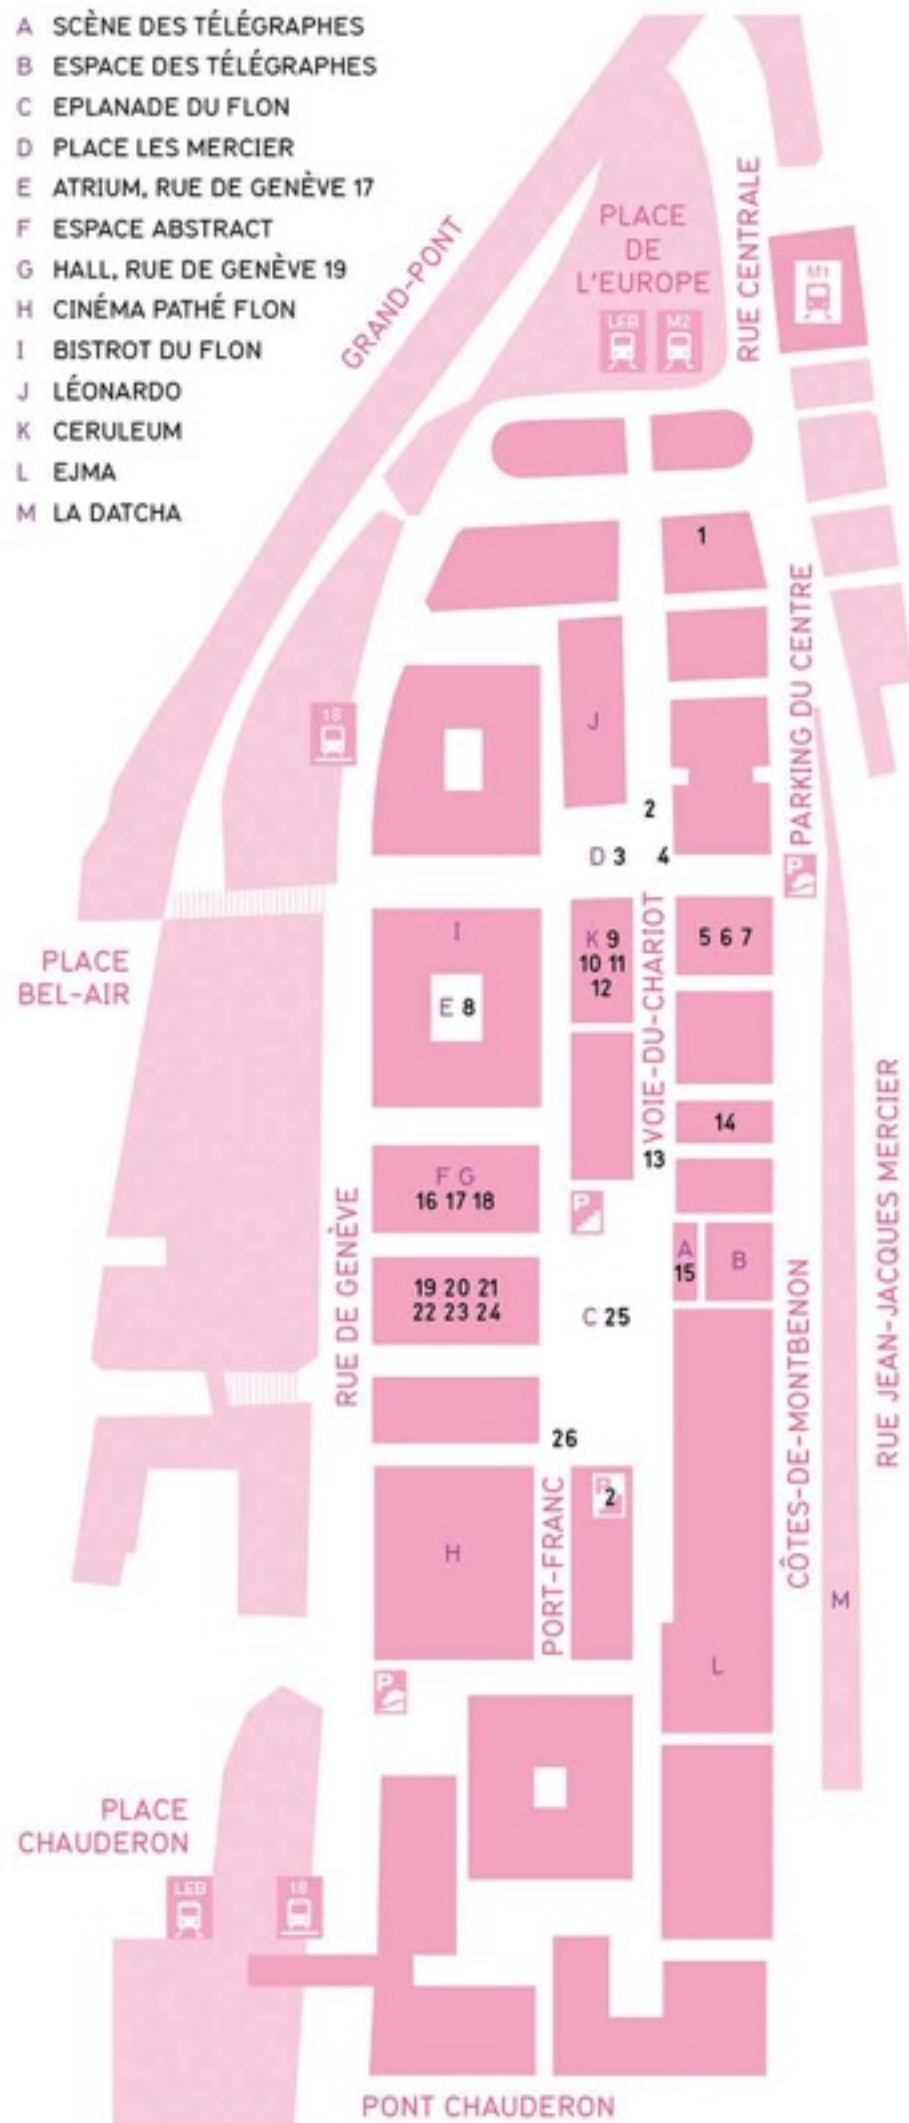 A SCÈNE DES TÉLÉGRAPHES
B ESPACE DES TÉLÉGRAPHES
C EPLANADE DU FLON
D PLACE LES MERCIER
E ATRIUM, RUE DE GENÈVE 17
F ESPACE ABSTRACT
G HALL, RUE DE GENÈVE 19
H CINÉMA PATHÉ FLON
I BISTROT DU FLON
J LÉONARDO
K CERULEUM
L EJMA
M LA DATCHA
GRAND-PONT
PLACE
DE
L'EUROPE
LEB M2
RUE CENTRALE
M1
1
PARKING DU CENTRE
18
J
2
D 3 4
P
PLACE
BEL-AIR
I
E 8
K 9
10 11
12
VOIE-DU-CHARIOT
5 6 7
14
13
RUE JEAN-JACQUES MERCIER
RUE DE GENÈVE
F G
16 17 18
P
A
15
B
19 20 21
22 23 24
C 25
CÔTES-DE-MONTBENON
26
H
PORT-FRANC
P
2
M
L
P
PLACE
CHAUDERON
LEB
18
PONT CHAUDERON